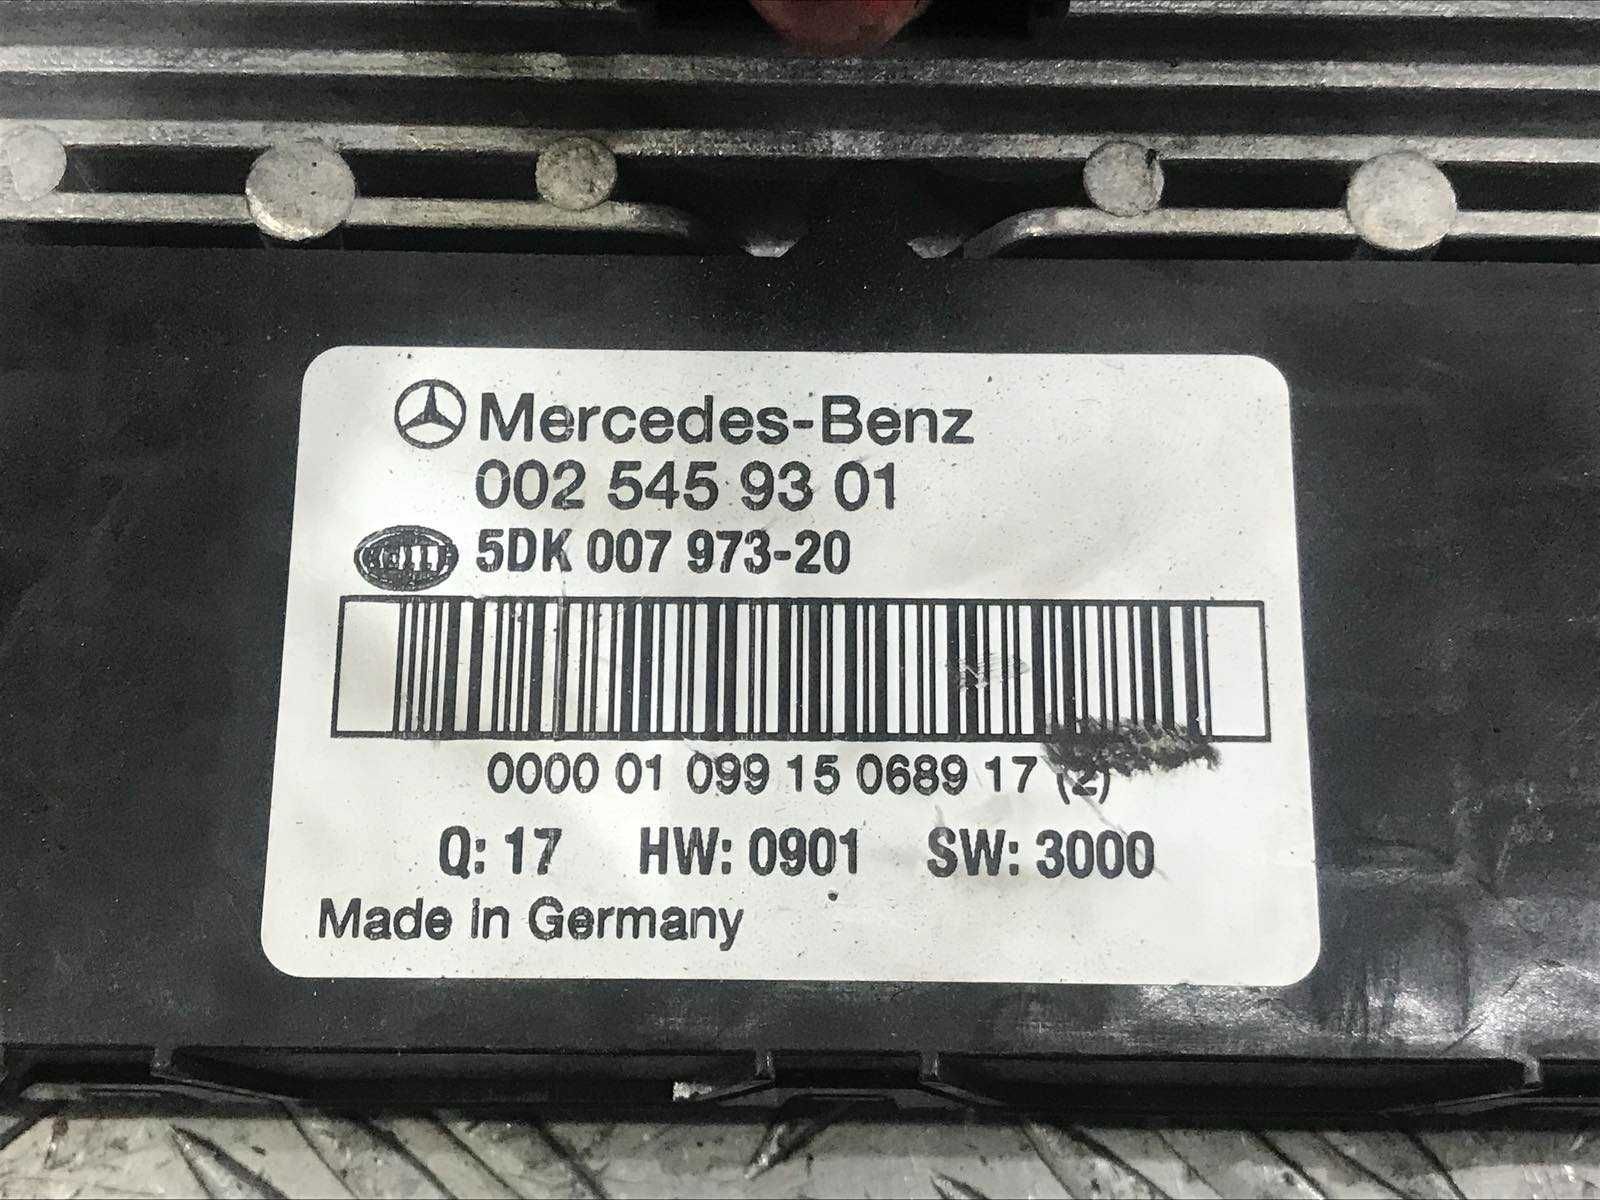 Mercedes-Benz
002 545 93 01
HELLA 5DK 007 973-20
0000 01 099 15 0689 17 (2)
Q: 17 HW: 0901 SW: 3000
Made in Germany